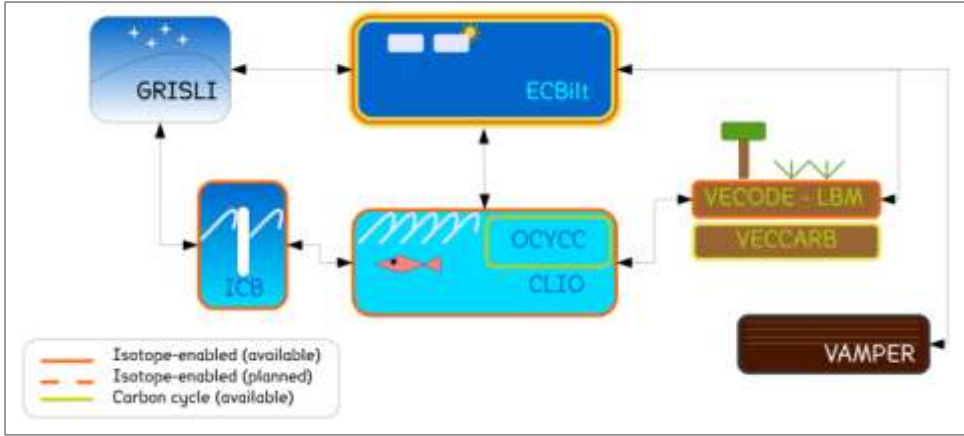 GRISLI
ECBilt
VECODE - LBM
VECCARB
OCYCC
CLIO
ICB
VAMPER
Isotope-enabled (available)
Isotope-enabled (planned)
Carbon cycle (available)